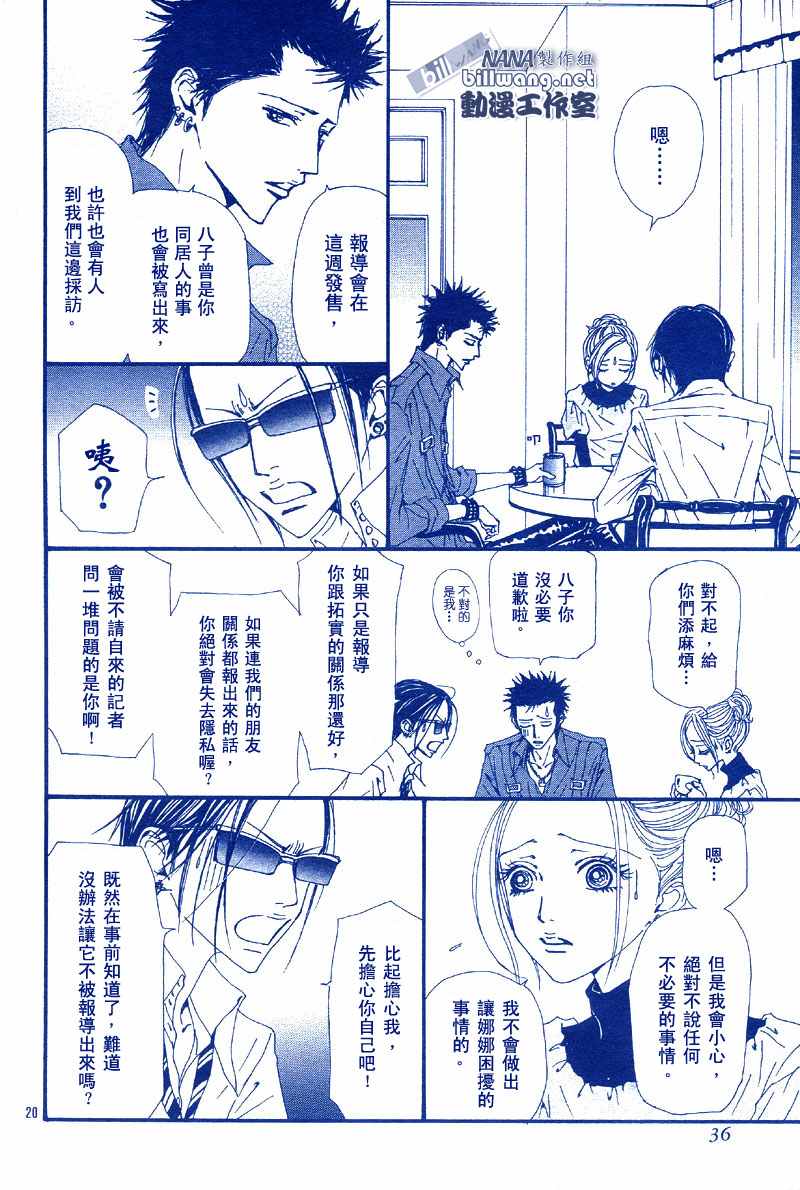 bill wang
NANA製作組
billwang.net
動漫工作室
嗯……
叩
報導會在
這週發售，
八子曾是你
同居人的事
也會被寫出來，
也許也會有人
到我們這邊採訪。
咦？
對不起，給
你們添麻煩…
八子你
沒必要
道歉啦。
不對的
是我…
如果只是報導
你跟拓實的關係那還好，
如果連我們的朋友
關係都報出來的話，
你絕對會失去隱私喔？
會被不請自來的記者
問一堆問題的是你啊！
嗯…
但是我會小心，
絕對不說任何
不必要的事情。
我不會做出
讓娜娜困擾的
事情的。
比起擔心我，
先擔心你自己吧！
既然在事前知道了，難道
沒辦法讓它不被報導出來嗎？
20
36